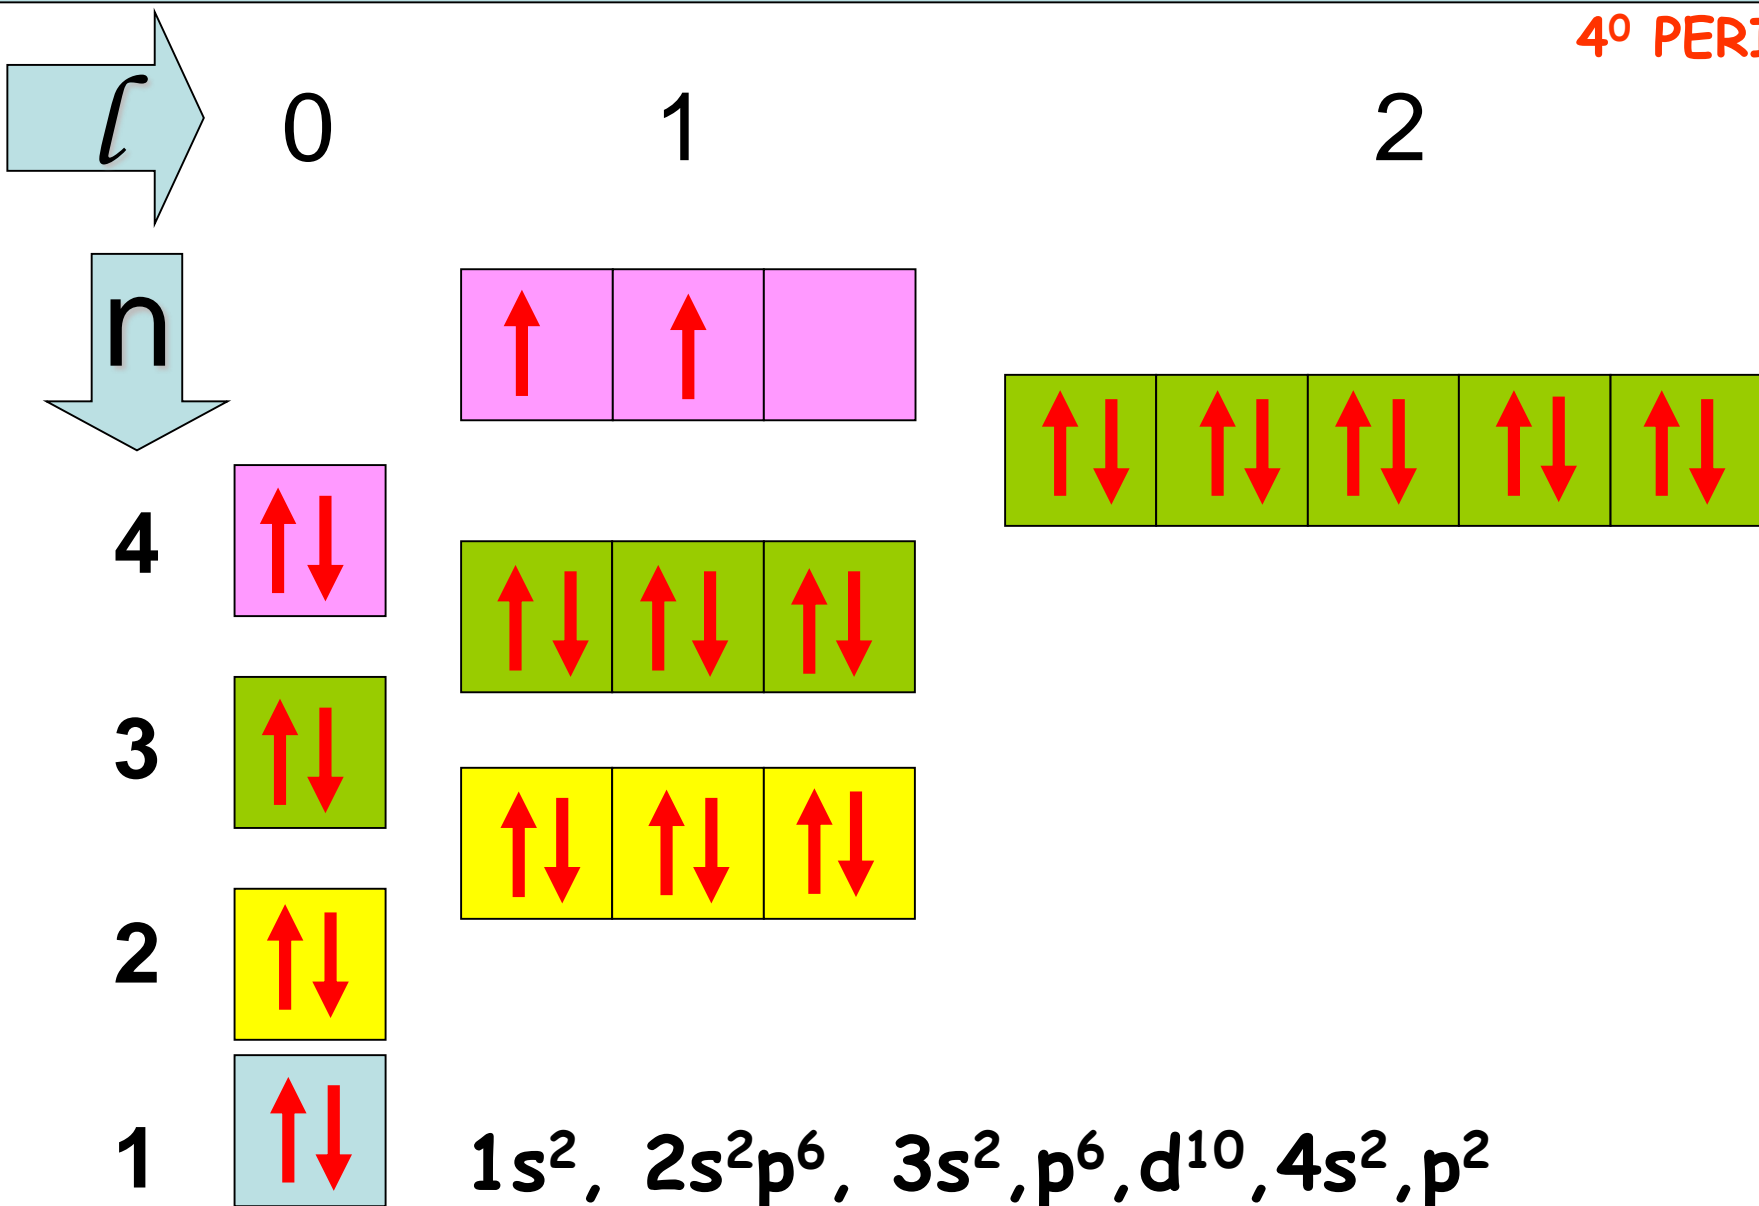 4⁰ PERI
l 0 1 2
n
4
3
2
1
1s², 2s²p⁶, 3s²,p⁶,d¹⁰,4s²,p²